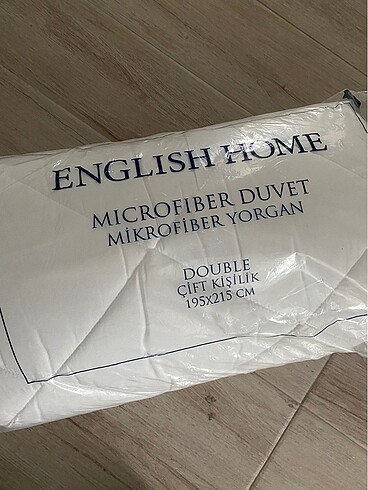 ENGLISH HOME
MICROFIBER DUVET
MİKROFİBER YORGAN
DOUBLE
ÇİFT KİŞİLİK
195X215 CM